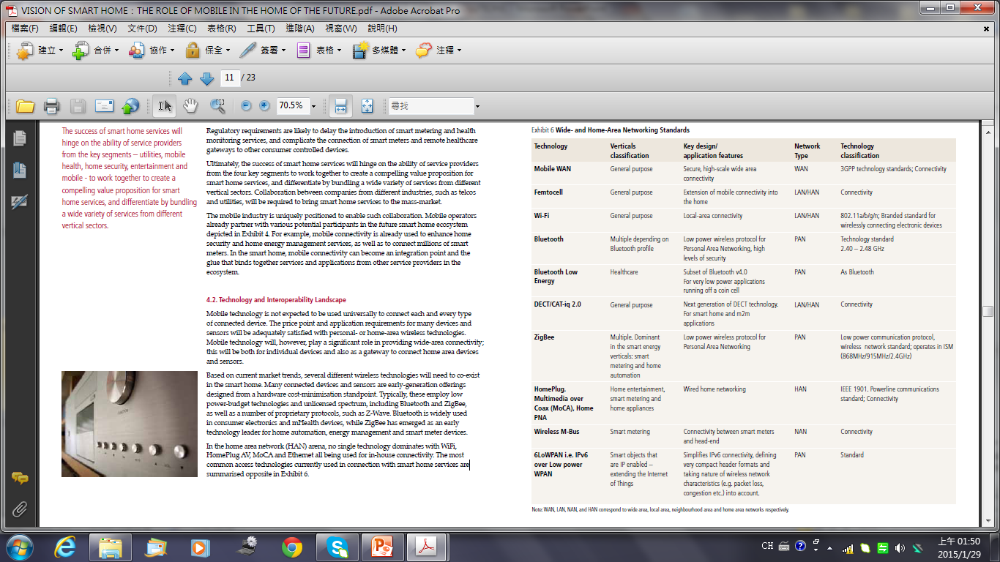 VISION OF SMART HOME : THE ROLE OF MOBILE IN THE HOME OF THE FUTURE.pdf - Adobe Acrobat Pro
檔案(F) 編輯(E) 檢視(V) 文件(D) 注釋(C) 表格(R) 工具(T) 進階(A) 視窗(W) 說明(H)
建立 合併 協作 保全 簽署 表格 多媒體 注釋
11 / 23
70.5% 尋找
The success of smart home services will
hinge on the ability of service providers
from the key segments – utilities, mobile
health, home security, entertainment and
mobile - to work together to create a
compelling value proposition for smart
home services, and differentiate by bundling
a wide variety of services from different
vertical sectors.
Regulatory requirements are likely to delay the introduction of smart metering and health
monitoring services, and complicate the connection of smart meters and remote healthcare
gateways to other consumer controlled devices.
Ultimately, the success of smart home services will hinge on the ability of service providers
from the four key segments to work together to create a compelling value proposition for
smart home services, and differentiate by bundling a wide variety of services from different
vertical sectors. Collaboration between companies from different industries, such as telcos
and utilities, will be required to bring smart home services to the mass-market.
The mobile industry is uniquely positioned to enable such collaboration. Mobile operators
already partner with various potential participants in the future smart home ecosystem
depicted in Exhibit 4. For example, mobile connectivity is already used to enhance home
security and home energy management services, as well as to connect millions of smart
meters. In the smart home, mobile connectivity can become an integration point and the
glue that binds together services and applications from other service providers in the
ecosystem.
4.2. Technology and Interoperability Landscape
Mobile technology is not expected to be used universally to connect each and every type
of connected device. The price point and application requirements for many devices and
sensors will be adequately satisfied with personal- or home-area wireless technologies.
Mobile technology will, however, play a significant role in providing wide-area connectivity;
this will be both for individual devices and also as a gateway to connect home area devices
and sensors.
Based on current market trends, several different wireless technologies will need to co-exist
in the smart home. Many connected devices and sensors are early-generation offerings
designed from a hardware cost-minimisation standpoint. Typically, these employ low
power-budget technologies and unlicensed spectrum, including Bluetooth and ZigBee,
as well as a number of proprietary protocols, such as Z-Wave. Bluetooth is widely used
in consumer electronics and mHealth devices, while ZigBee has emerged as an early
technology leader for home automation, energy management and smart meter devices.
In the home area network (HAN) arena, no single technology dominates with WiFi,
HomePlug AV, MoCA and Ethernet all being used for in-house connectivity. The most
common access technologies currently used in connection with smart home services are
summarised opposite in Exhibit 6.
Exhibit 6 Wide- and Home-Area Networking Standards
Technology Verticals Key design/ Network Technology
classification application features Type classification
Mobile WAN General purpose Secure, high-scale wide area WAN 3GPP technology standards; Connectivity
connectivity
Femtocell General purpose Extension of mobile connectivity into LAN/HAN Connectivity
the home
Wi-Fi General purpose Local-area connectivity LAN/HAN 802.11a/b/g/n; Branded standard for
wirelessly connecting electronic devices
Bluetooth Multiple depending on Low power wireless protocol for PAN Technology standard
Bluetooth profile Personal Area Networking, high 2.40 – 2.48 GHz
levels of security
Bluetooth Low Healthcare Subset of Bluetooth v4.0 PAN As Bluetooth
Energy For very low power applications
running off a coin cell
DECT/CAT-iq 2.0 General purpose Next generation of DECT technology. LAN/HAN Connectivity
For smart home and m2m
applications
ZigBee Multiple. Dominant Low power wireless protocol for PAN Low power communication protocol,
in the smart energy Personal Area Networking wireless network standard; operates in ISM
verticals: smart (868MHz/915MHz/2.4GHz)
metering and home
automation
HomePlug. Home entertainment, Wired home networking HAN IEEE 1901. Powerline communications
Multimedia over smart metering and standard; Connectivity
Coax (MoCA), Home home appliances
PNA
Wireless M-Bus Smart metering Connectivity between smart meters NAN Connectivity
and head-end
6LoWPAN i.e. IPv6 Smart objects that Simplifies IPv6 connectivity, defining PAN Standard
over Low power are IP enabled – very compact header formats and
WPAN extending the Internet taking nature of wireless network
of Things characteristics (e.g. packet loss,
congestion etc.) into account.
Note: WAN, LAN, NAN, and HAN correspond to wide area, local area, neighbourhood area and home area networks respectively.
CH 上午 01:50
2015/1/29